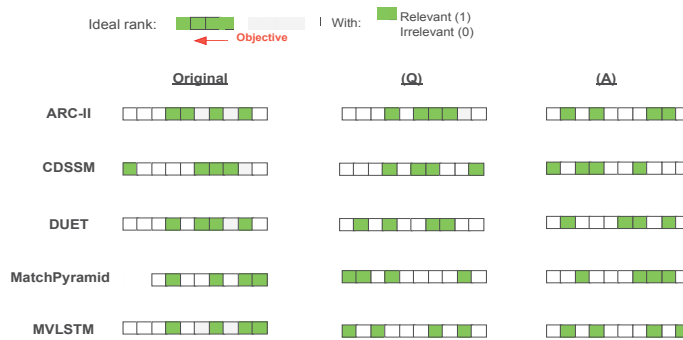 Ideal rank:
With:
Relevant (1)
Irrelevant (0)
Objective
Original (Q) (A)
ARC-II
CDSSM
DUET
MatchPyramid
MVLSTM